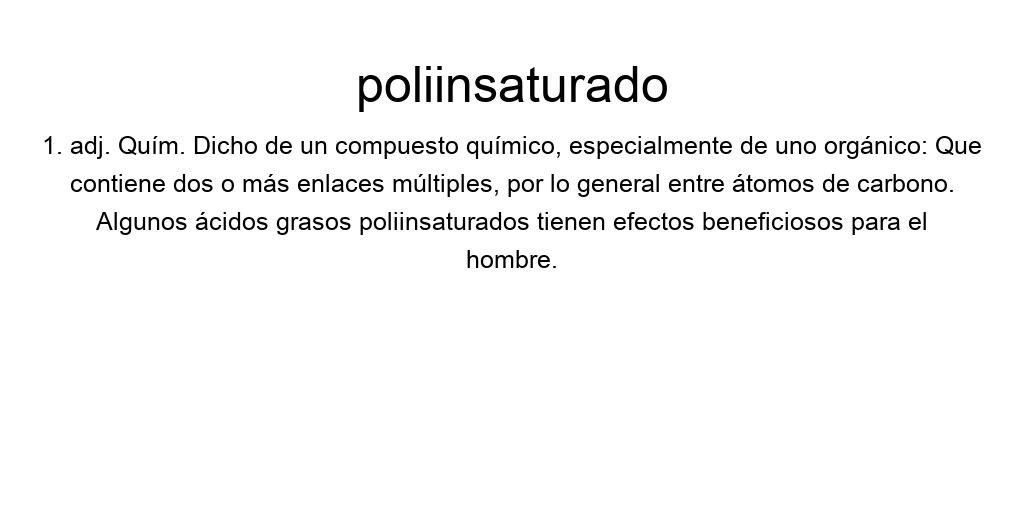 poliinsaturado
1. adj. Quím. Dicho de un compuesto químico, especialmente de uno orgánico: Que
contiene dos o más enlaces múltiples, por lo general entre átomos de carbono.
Algunos ácidos grasos poliinsaturados tienen efectos beneficiosos para el
hombre.